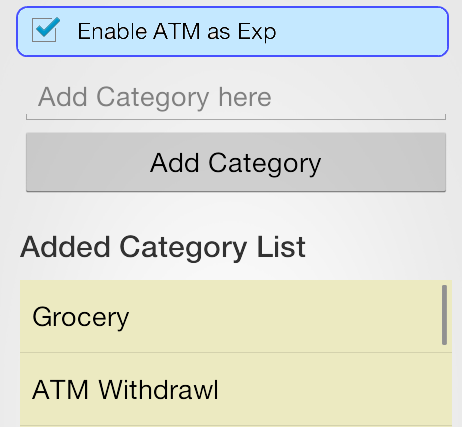 Enable ATM as Exp
Add Category here
Add Category
Added Category List
Grocery
ATM Withdrawl